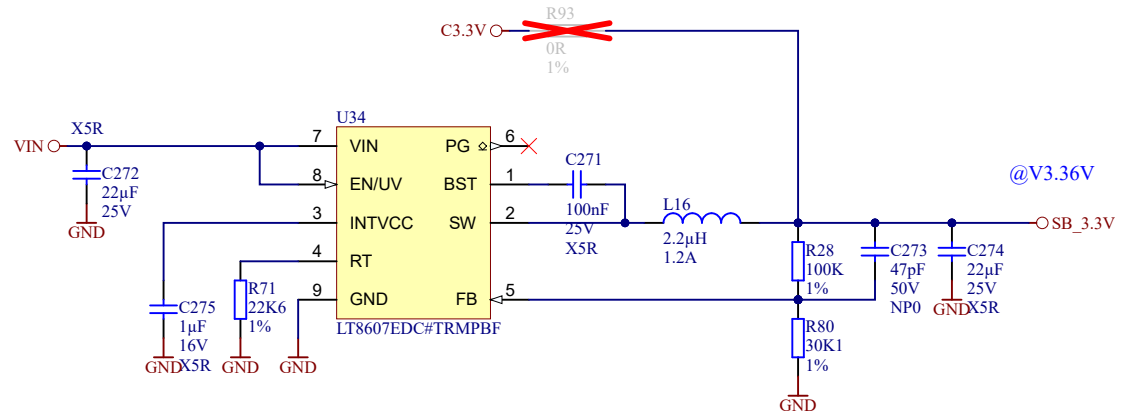 R93
C3.3V
0R
1%
U34
X5R
VIN
C272
22µF
25V
GND
7
VIN
PG
6
8
EN/UV
BST
1
3
INTVCC
SW
2
4
RT
9
GND
FB
5
LT8607EDC#TRMPBF
C271
100nF
25V
X5R
L16
2.2µH
1.2A
@V3.36V
SB_3.3V
R28
100K
1%
C273
47pF
50V
NP0
C274
22µF
25V
X5R
GND
C275
1µF
16V
X5R
GND
R71
22K6
1%
GND
GND
R80
30K1
1%
GND